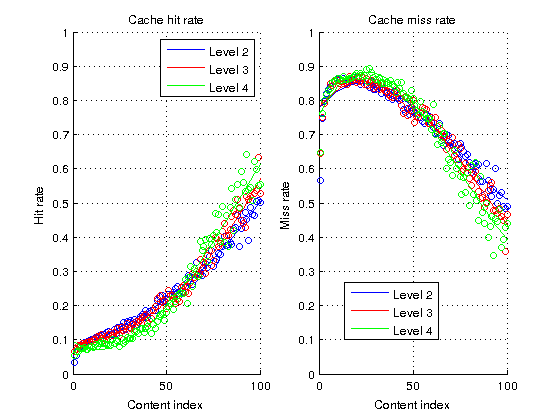 Cache hit rate
1
0.9
0.8
0.7
0.6
0.5
0.4
0.3
0.2
0.1
0
0
50
100
Content index
Hit rate
Level 2
Level 3
Level 4
Cache miss rate
1
0.9
0.8
0.7
0.6
0.5
0.4
0.3
0.2
0.1
0
0
50
100
Content index
Miss rate
Level 2
Level 3
Level 4